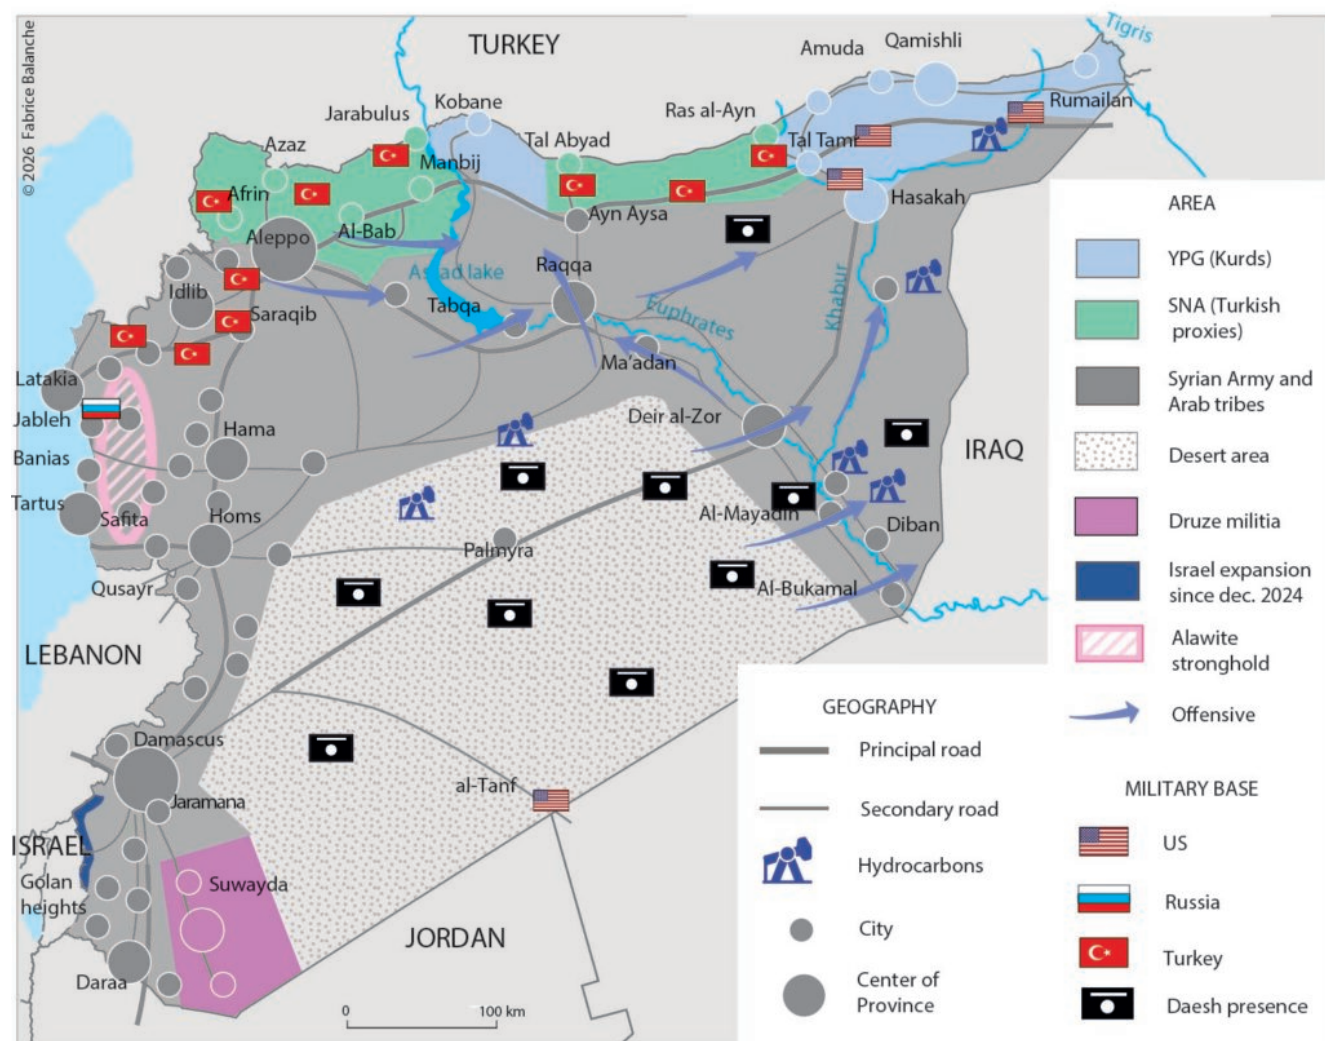 © 2026 Fabrice Balanche
TURKEY
Tigris
Amuda
Qamishli
Kobane
Jarabulus
Ras al-Ayn
Rumailan
Azaz
Tal Abyad
Tal Tamr
Manbij
Afrin
Hasakah
Ayn Aysa
Al-Bab
Aleppo
Assad lake
Raqqa
Idlib
Tabqa
Euphrates
Khabur
Saraqib
Ma'adan
Latakia
Jableh
Deir al-Zor
Hama
IRAQ
Banias
Tartus
Safita
Homs
Al-Mayadin
Diban
Palmyra
Qusayr
Al-Bukamal
LEBANON
Damascus
al-Tanf
Jaramana
ISRAEL
Golan
heights
Suwayda
JORDAN
Daraa
0
100 km
AREA
YPG (Kurds)
SNA (Turkish
proxies)
Syrian Army and
Arab tribes
Desert area
Druze militia
Israel expansion
since dec. 2024
Alawite
stronghold
Offensive
GEOGRAPHY
Principal road
Secondary road
Hydrocarbons
City
Center of
Province
MILITARY BASE
US
Russia
Turkey
Daesh presence